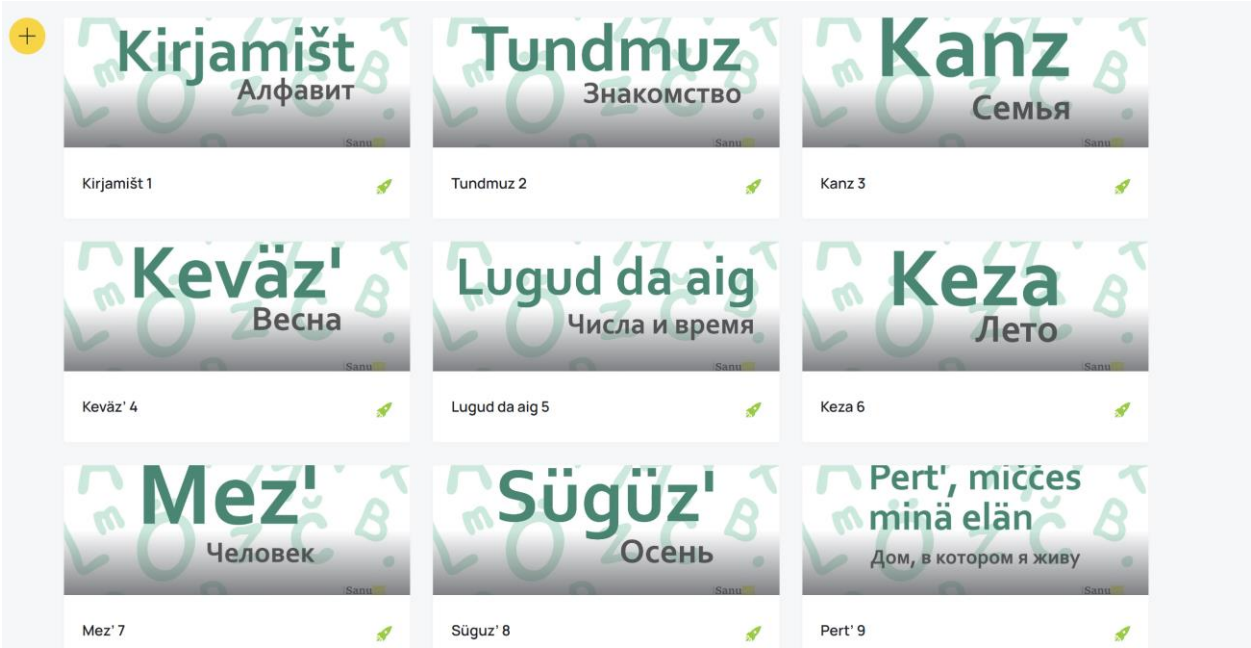 Kirjamišt
Алфавит
Sanu
Kirjamišt 1
Tundmuz
Знакомство
Sanu
Tundmuz 2
Kanz
Семья
Sanu
Kanz 3
Keväz'
Весна
Sanu
Keväz' 4
Lugud da aig
Числа и время
Sanu
Lugud da aig 5
Keza
Лето
Sanu
Keza 6
Mez'
Человек
Sanu
Mez' 7
Sügüz'
Осень
Sanu
Süguz' 8
Pert', miččes
minä elän
Дом, в котором я живу
Sanu
Pert' 9